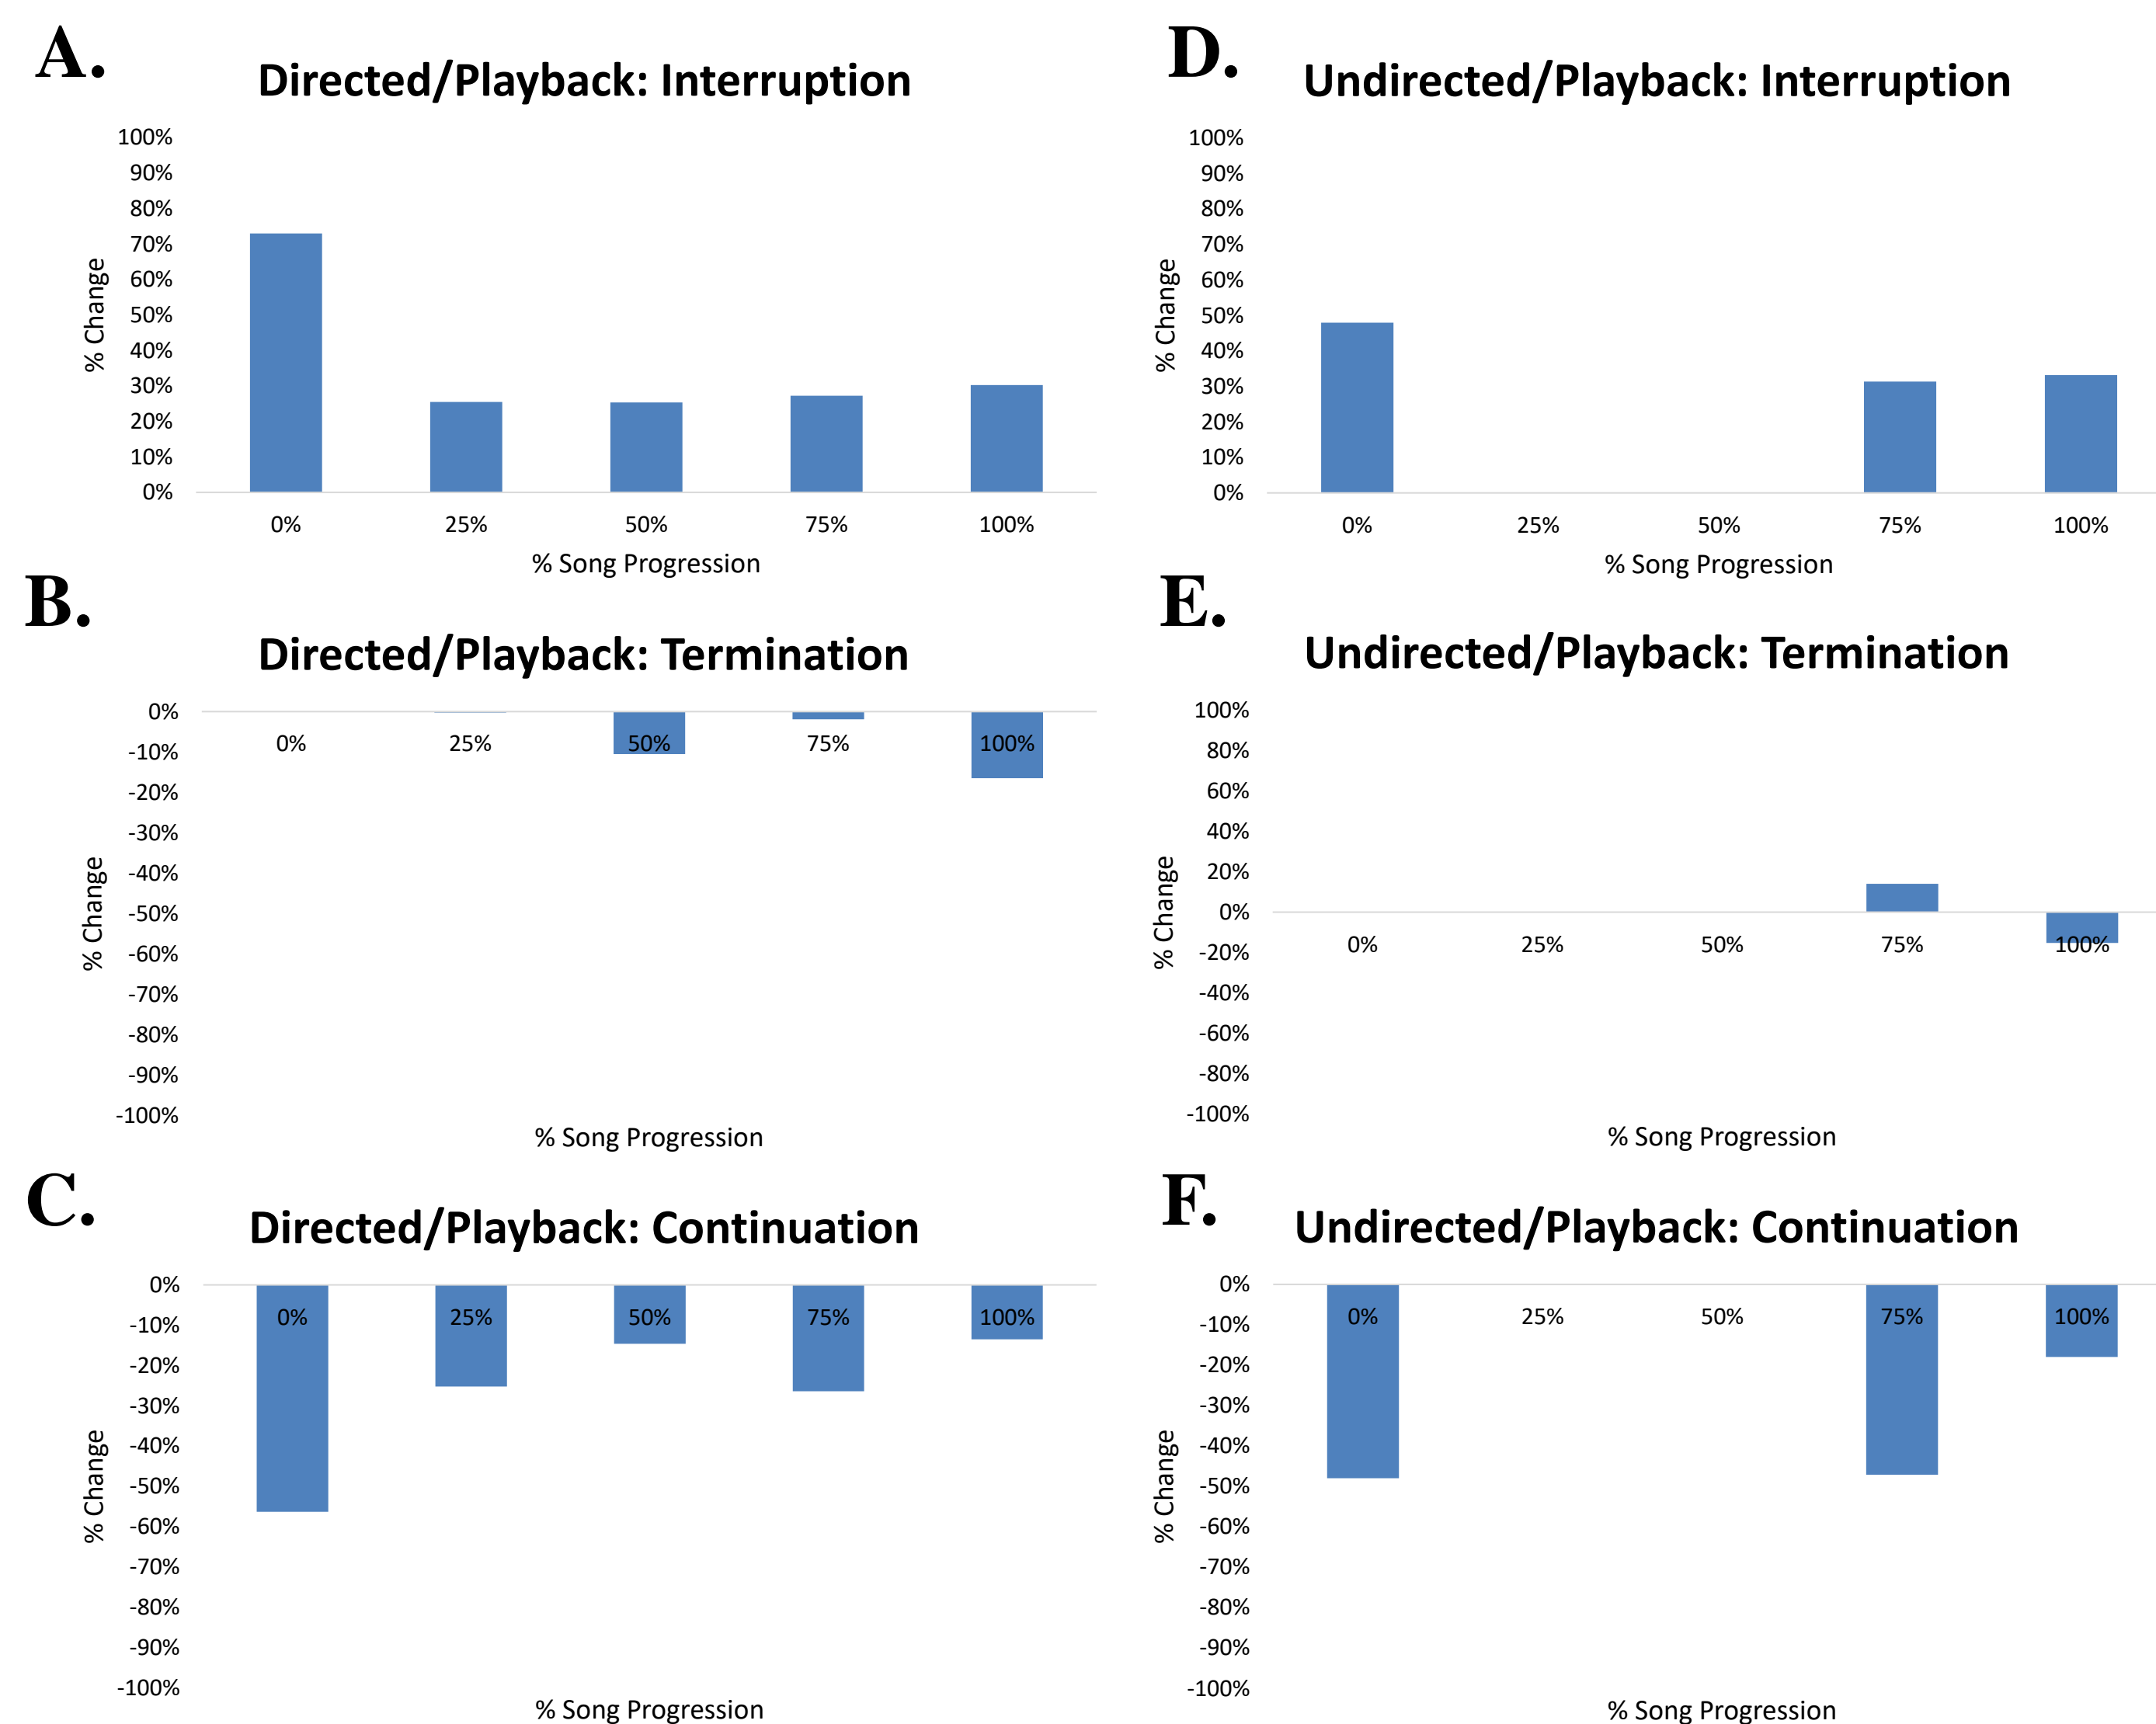 A.
Directed/Playback: Interruption
100%
90%
80%
70%
60%
50%
40%
30%
20%
10%
0%
% Change
0% 25% 50% 75% 100%
% Song Progression
B.
Directed/Playback: Termination
0%
-10%
-20%
-30%
-40%
-50%
-60%
-70%
-80%
-90%
-100%
% Change
0% 25% 50% 75% 100%
% Song Progression
C.
Directed/Playback: Continuation
0%
-10%
-20%
-30%
-40%
-50%
-60%
-70%
-80%
-90%
-100%
% Change
0% 25% 50% 75% 100%
% Song Progression
D.
Undirected/Playback: Interruption
100%
90%
80%
70%
60%
50%
40%
30%
20%
10%
0%
% Change
0% 25% 50% 75% 100%
% Song Progression
E.
Undirected/Playback: Termination
100%
80%
60%
40%
20%
0%
-20%
-40%
-60%
-80%
-100%
% Change
0% 25% 50% 75% 100%
% Song Progression
F.
Undirected/Playback: Continuation
0%
-10%
-20%
-30%
-40%
-50%
-60%
-70%
-80%
-90%
-100%
% Change
0% 25% 50% 75% 100%
% Song Progression